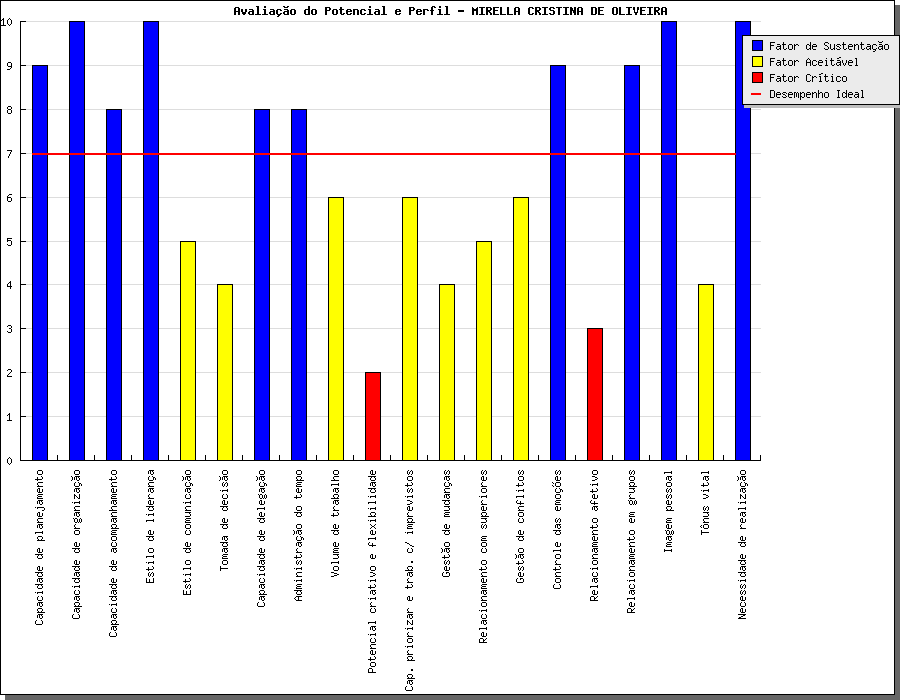 Avaliação do Potencial e Perfil - MIRELLA CRISTINA DE OLIVEIRA
10
9
8
7
6
5
4
3
2
1
0
Fator de Sustentação
Fator Aceitável
Fator Crítico
Desempenho Ideal
Capacidade de planejamento
Capacidade de organização
Capacidade de acompanhamento
Estilo de liderança
Estilo de comunicação
Tomada de decisão
Capacidade de delegação
Administração do tempo
Volume de trabalho
Potencial criativo e flexibilidade
Cap. priorizar e trab. c/ imprevistos
Gestão de mudanças
Relacionamento com superiores
Gestão de conflitos
Controle das emoções
Relacionamento afetivo
Relacionamento em grupos
Imagem pessoal
Tônus vital
Necessidade de realização